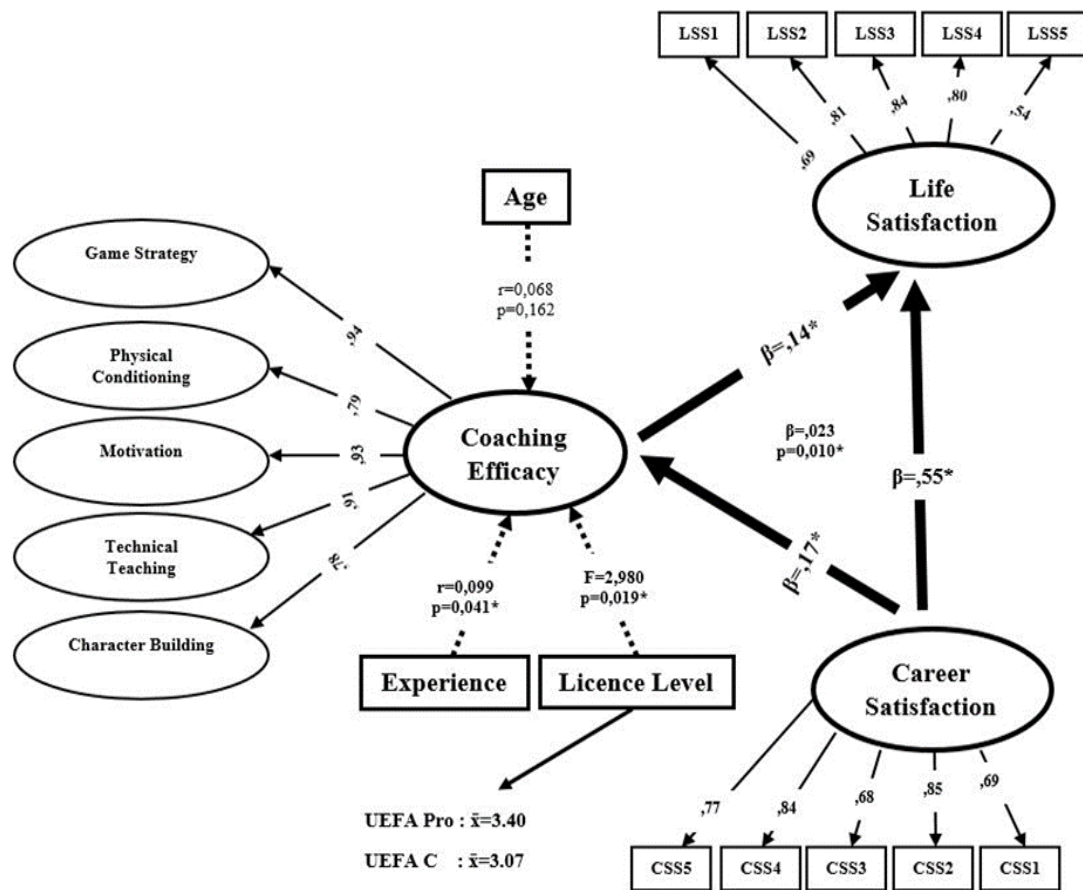 LSS1
LSS2
LSS3
LSS4
LSS5
,69
,81
,84
,80
,54
Life
Satisfaction
Age
r=0,068
p=0,162
Game Strategy
Physical
Conditioning
Motivation
Technical
Teaching
Character Building
,94
,79
,93
,91
,78
Coaching
Efficacy
β=,14*
β=,023
p=0,010*
β=,55*
β=,17*
r=0,099
p=0,041*
F=2,980
p=0,019*
Experience
Licence Level
UEFA Pro : x̄=3.40
UEFA C : x̄=3.07
Career
Satisfaction
,77
,84
,68
,85
,69
CSS5
CSS4
CSS3
CSS2
CSS1